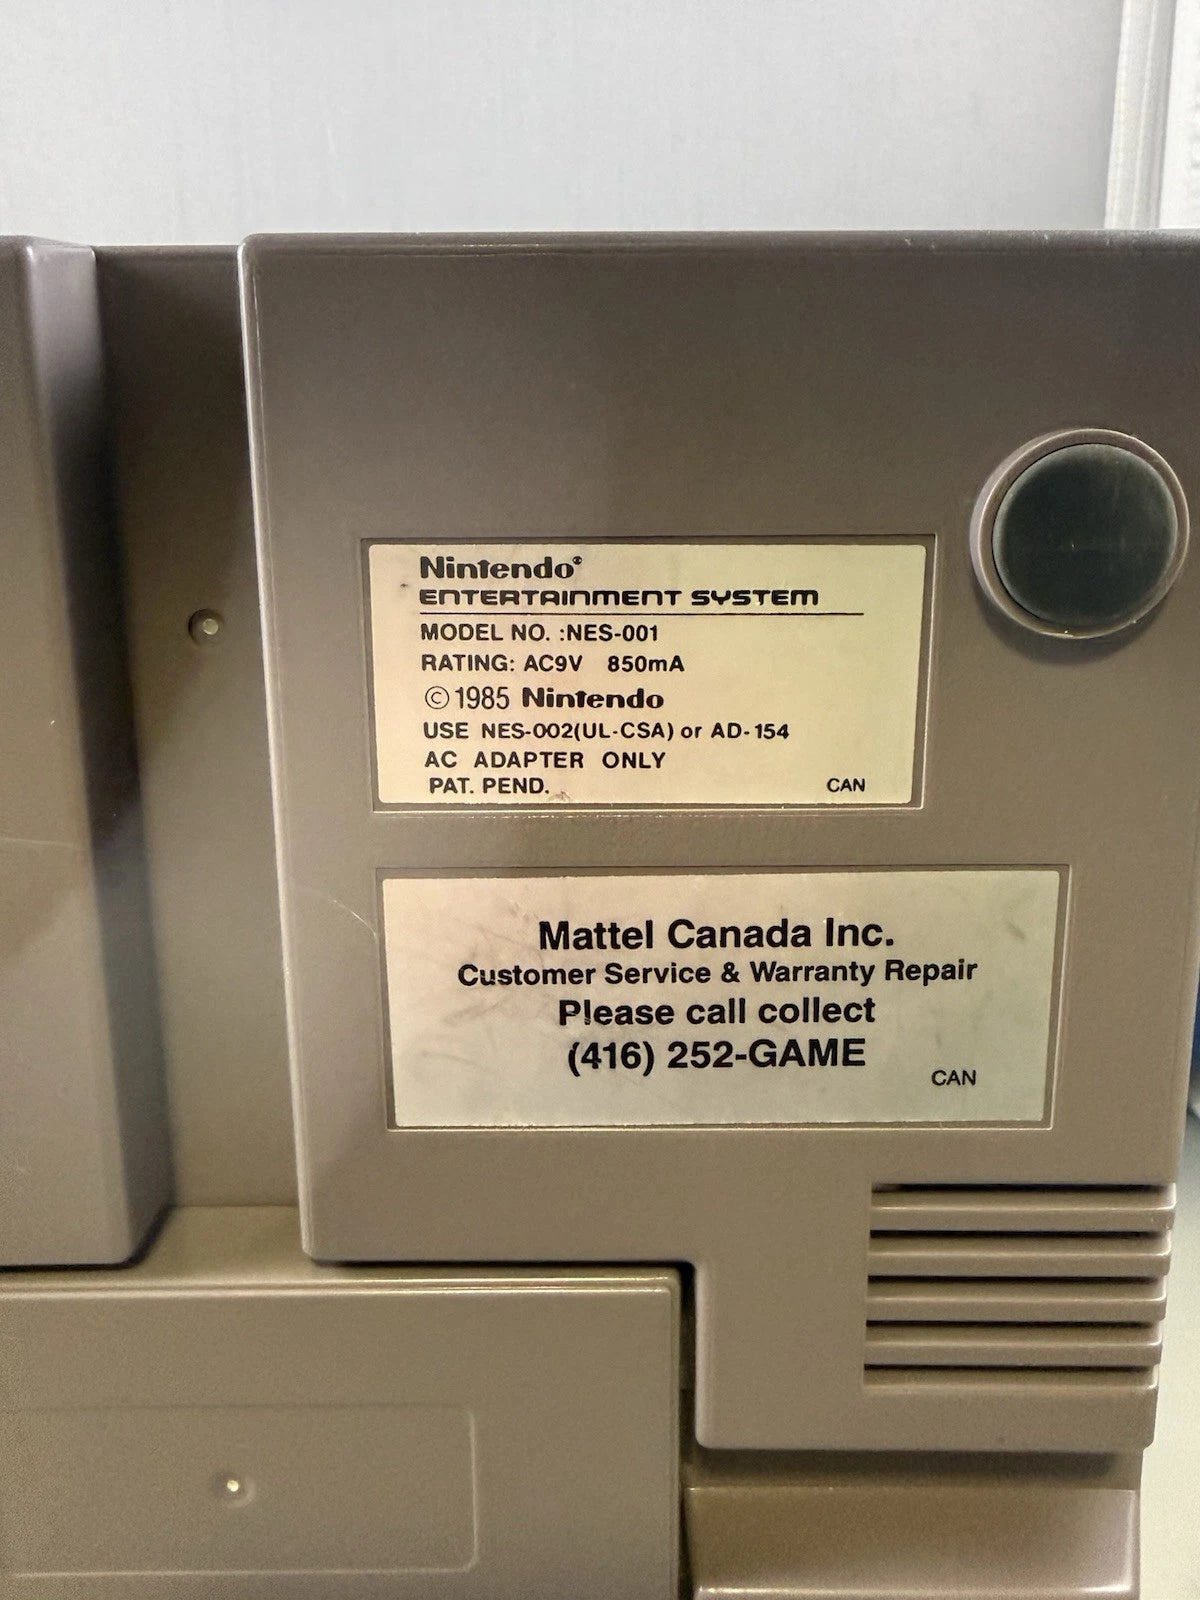 Nintendo®
ENTERTAINMENT SYSTEM
MODEL NO. :NES-001
RATING: AC9V 850mA
©1985 Nintendo
USE NES-002(UL-CSA) or AD-154
AC ADAPTER ONLY
PAT. PEND. CAN
Mattel Canada Inc.
Customer Service & Warranty Repair
Please call collect
(416) 252-GAME
CAN